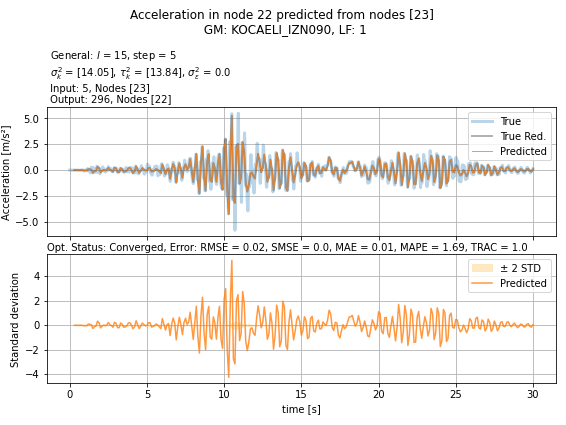 Acceleration in node 22 predicted from nodes [23]
GM: KOCAELI_IZN090, LF: 1
General: l = 15, step = 5
σ²ₖ = [14.05], τ²ₖ = [13.84], σ²ε = 0.0
Input: 5, Nodes [23]
Output: 296, Nodes [22]
Acceleration [m/s²]
5.0
2.5
0.0
−2.5
−5.0
True
True Red.
Predicted
Opt. Status: Converged, Error: RMSE = 0.02, SMSE = 0.0, MAE = 0.01, MAPE = 1.69, TRAC = 1.0
Standard deviation
4
2
0
−2
−4
± 2 STD
Predicted
0 5 10 15 20 25 30
time [s]